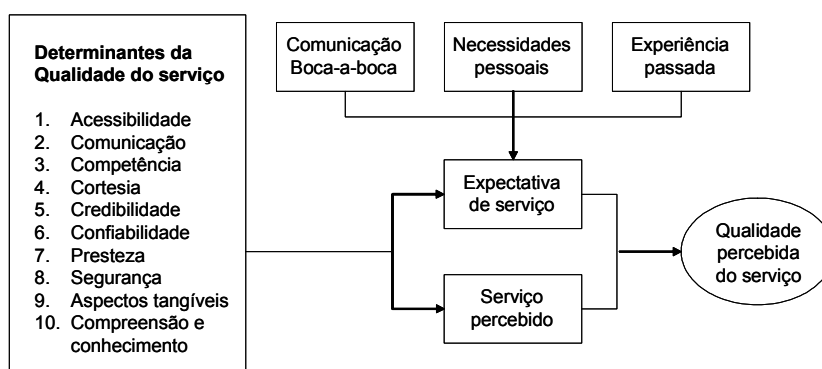 Determinantes da
Qualidade do serviço
1. Acessibilidade
2. Comunicação
3. Competência
4. Cortesia
5. Credibilidade
6. Confiabilidade
7. Presteza
8. Segurança
9. Aspectos tangíveis
10. Compreensão e
conhecimento
Comunicação
Boca-a-boca
Necessidades
pessoais
Experiência
passada
Expectativa
de serviço
Serviço
percebido
Qualidade
percebida
do serviço